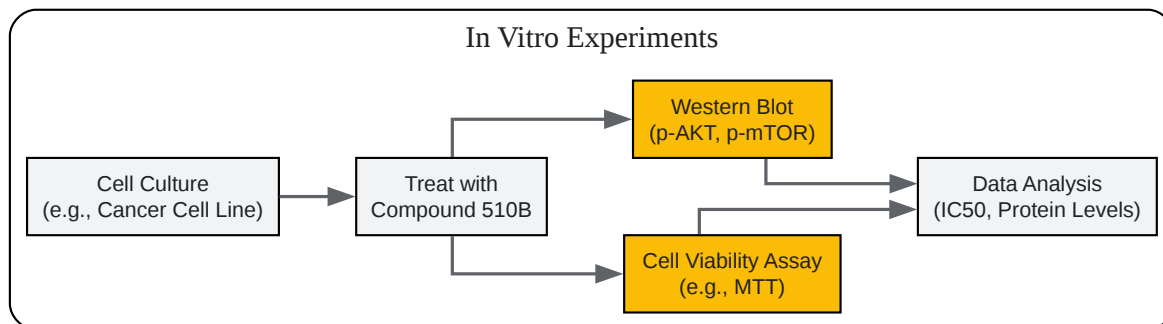 In Vitro Experiments
Cell Culture
(e.g., Cancer Cell Line)
Treat with
Compound 510B
Western Blot
(p-AKT, p-mTOR)
Cell Viability Assay
(e.g., MTT)
Data Analysis
(IC50, Protein Levels)